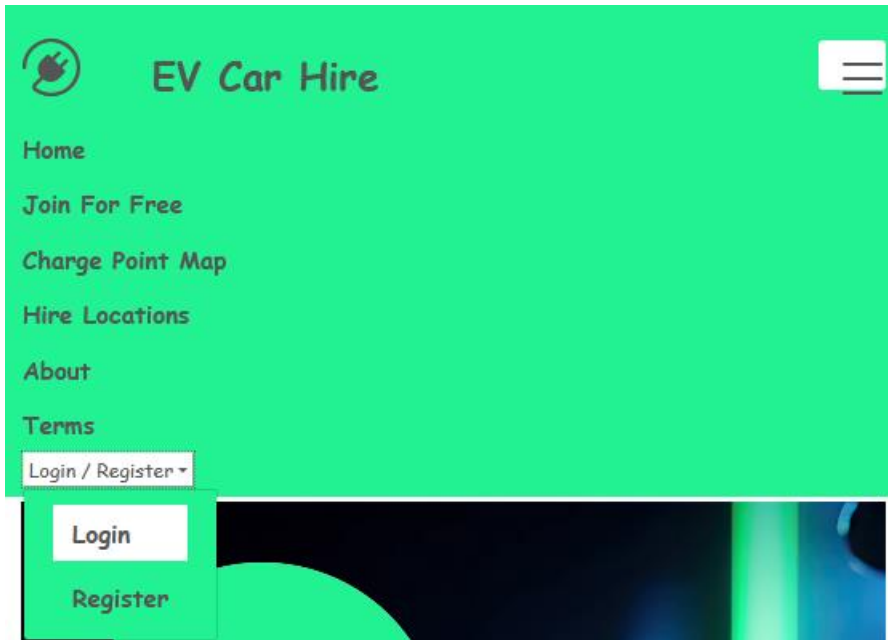 EV Car Hire
Home
Join For Free
Charge Point Map
Hire Locations
About
Terms
Login / Register
Login
Register